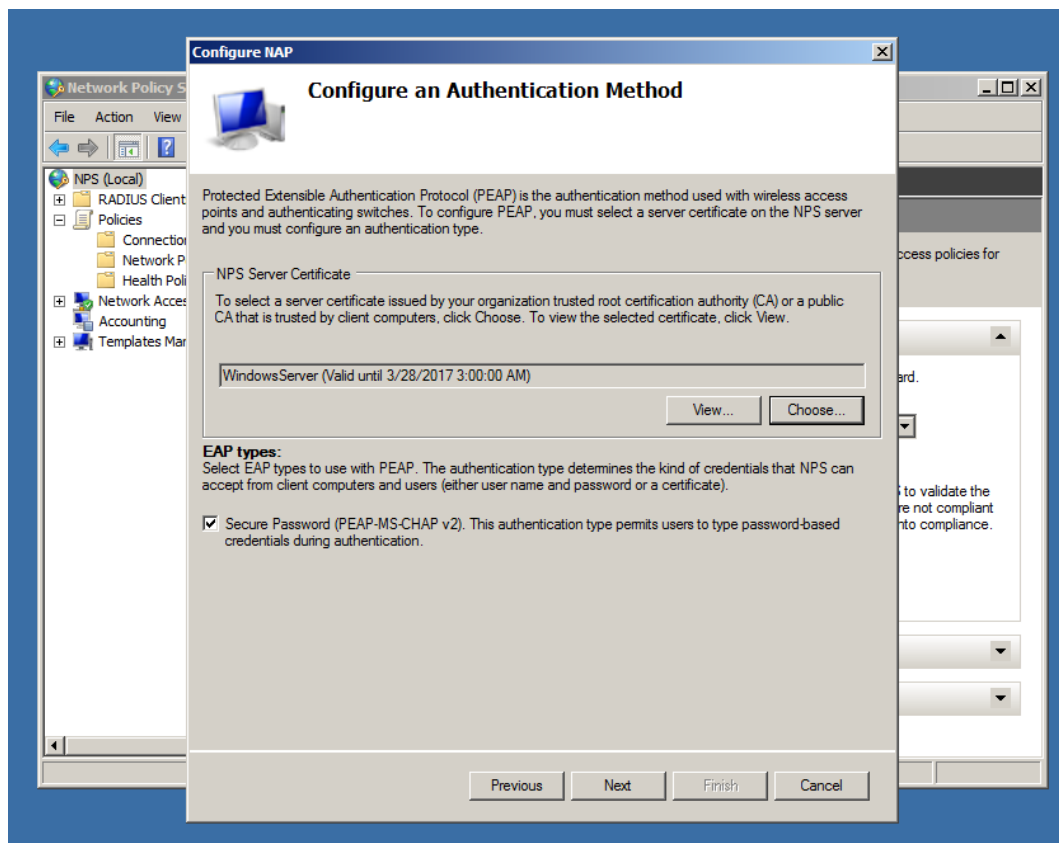 Configure NAP
Configure an Authentication Method
Network Policy S
File Action View
NPS (Local)
RADIUS Client
Policies
Connection
Network P
Health Poli
Network Acces
Accounting
Templates Mar
Protected Extensible Authentication Protocol (PEAP) is the authentication method used with wireless access
points and authenticating switches. To configure PEAP, you must select a server certificate on the NPS server
and you must configure an authentication type.
NPS Server Certificate
To select a server certificate issued by your organization trusted root certification authority (CA) or a public
CA that is trusted by client computers, click Choose. To view the selected certificate, click View.
WindowsServer (Valid until 3/28/2017 3:00:00 AM)
View... Choose...
EAP types:
Select EAP types to use with PEAP. The authentication type determines the kind of credentials that NPS can
accept from client computers and users (either user name and password or a certificate).
Secure Password (PEAP-MS-CHAP v2). This authentication type permits users to type password-based
credentials during authentication.
Previous Next Finish Cancel
ccess policies for
ard.
to validate the
re not compliant
nto compliance.